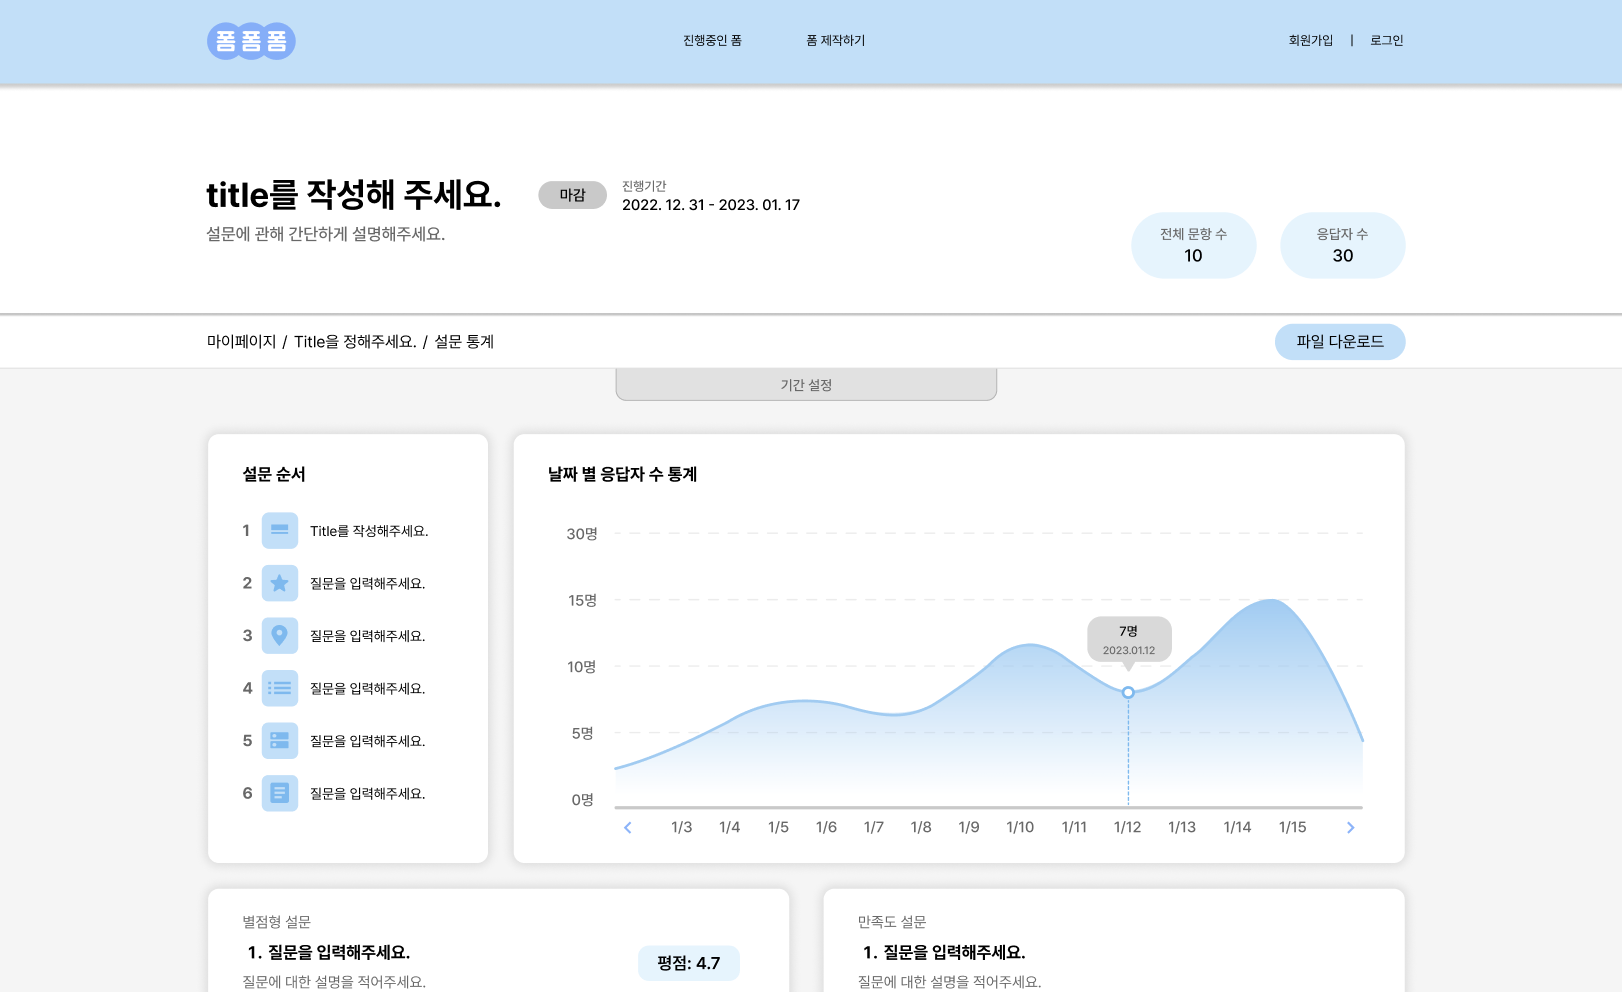 폼폼폼
진행중인 폼
폼 제작하기
회원가입 | 로그인
title를 작성해 주세요.
마감
진행기간
2022. 12. 31 - 2023. 01. 17
설문에 관해 간단하게 설명해주세요.
전체 문항 수
10
응답자 수
30
마이페이지 / Title을 정해주세요. / 설문 통계
파일 다운로드
기간 설정
설문 순서
1 Title를 작성해주세요.
2 질문을 입력해주세요.
3 질문을 입력해주세요.
4 질문을 입력해주세요.
5 질문을 입력해주세요.
6 질문을 입력해주세요.
날짜 별 응답자 수 통계
30명
15명
10명
5명
0명
7명
2023.01.12
1/3 1/4 1/5 1/6 1/7 1/8 1/9 1/10 1/11 1/12 1/13 1/14 1/15
별점형 설문
1. 질문을 입력해주세요.
평점: 4.7
질문에 대한 설명을 적어주세요.
만족도 설문
1. 질문을 입력해주세요.
질문에 대한 설명을 적어주세요.